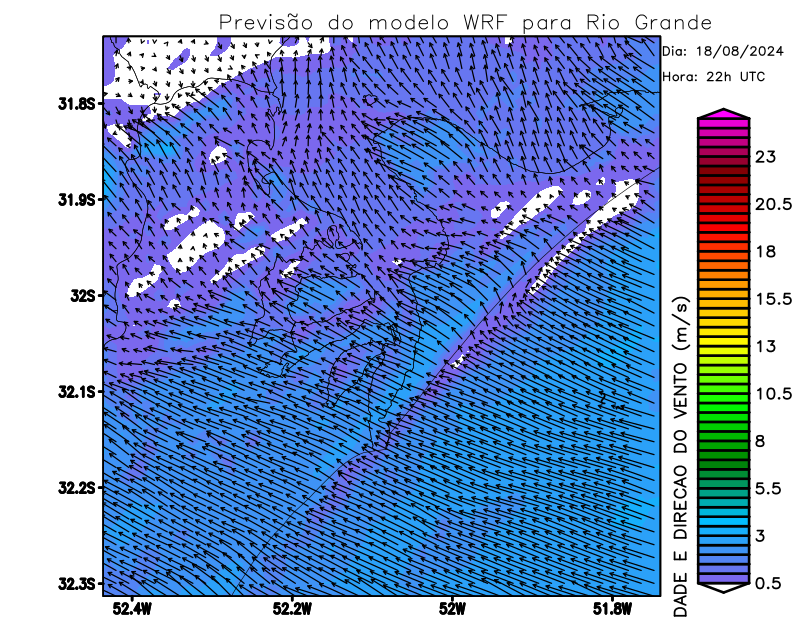 Previsão do modelo WRF para Rio Grande
Dia: 18/08/2024
Hora: 22h UTC
31.8S
31.9S
32S
32.1S
32.2S
32.3S
52.4W
52.2W
52W
51.8W
23
20.5
18
15.5
13
10.5
8
5.5
3
0.5
DADE E DIRECAO DO VENTO (m/s)